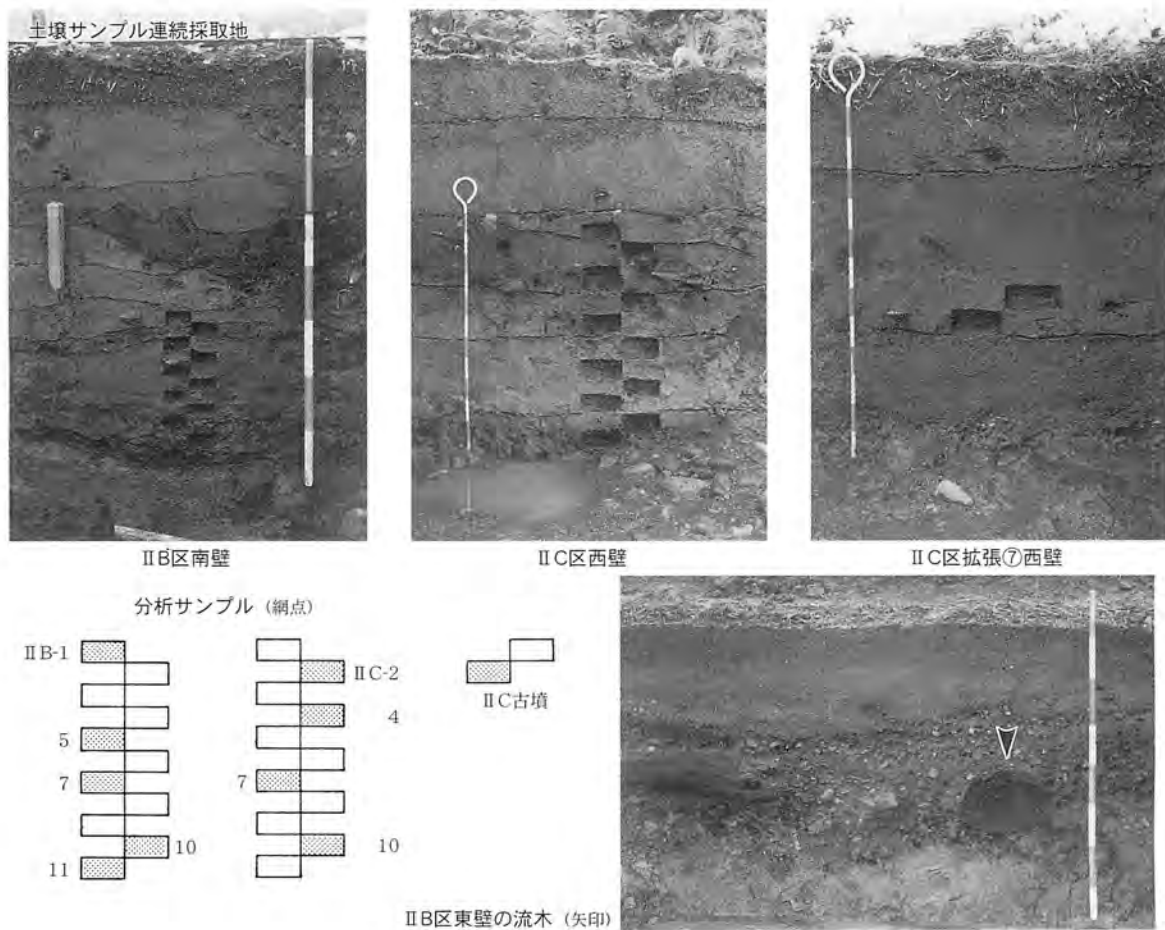 土壌サンプル連続採取地
ⅡB区南壁
ⅡC区西壁
ⅡC区拡張⑦西壁
分析サンプル（網点）
ⅡB-1
5
7
10
11
ⅡC-2
4
7
10
ⅡC古墳
ⅡB区東壁の流木（矢印）